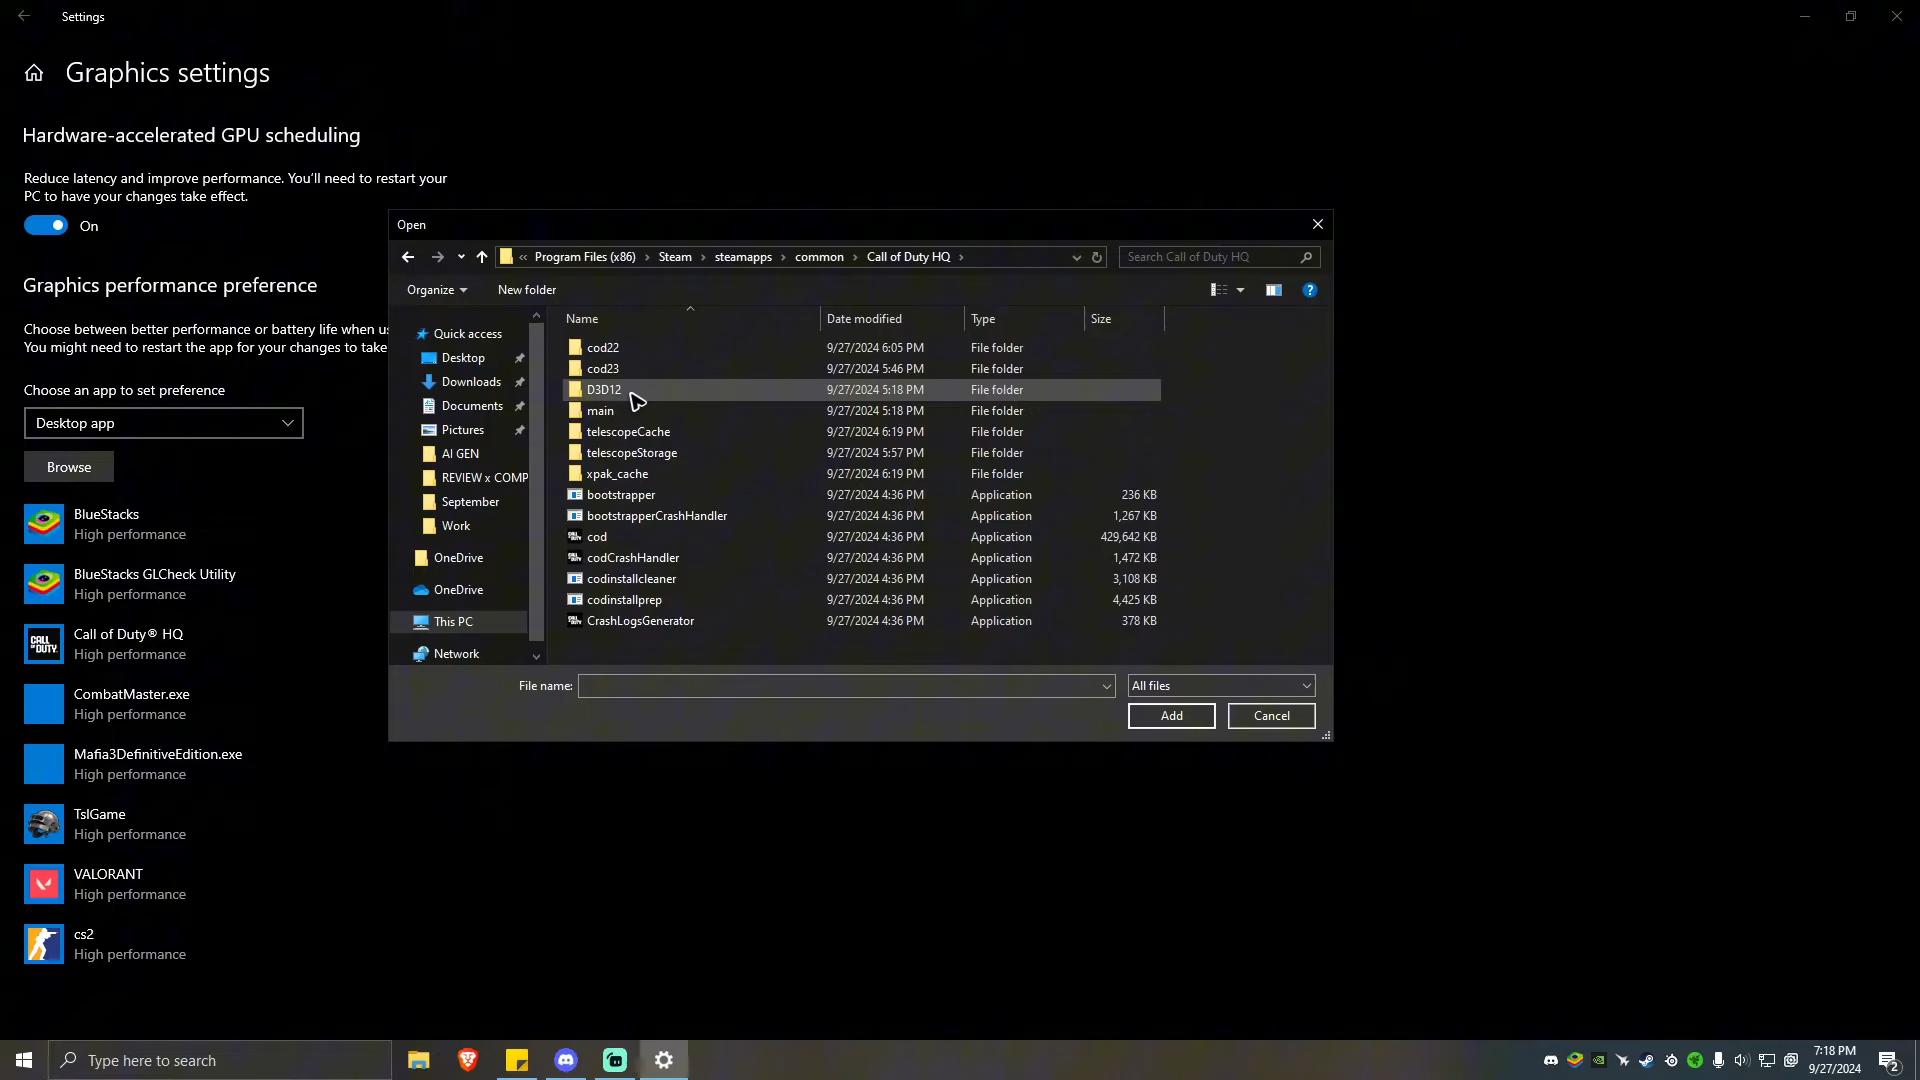 Settings
Graphics settings
Hardware-accelerated GPU scheduling
Reduce latency and improve performance. You'll need to restart your
PC to have your changes take effect.
On
Graphics performance preference
Choose between better performance or battery life when us
You might need to restart the app for your changes to take
Choose an app to set preference
Desktop app
Browse
BlueStacks
High performance
BlueStacks GLCheck Utility
High performance
CALL OF DUTY.
Call of Duty® HQ
High performance
CombatMaster.exe
High performance
Mafia3DefinitiveEdition.exe
High performance
TslGame
High performance
VALORANT
High performance
cs2
High performance
Open
« Program Files (x86) › Steam › steamapps › common › Call of Duty HQ ›
Search Call of Duty HQ
Organize
New folder
Quick access
Desktop
Downloads
Documents
Pictures
AI GEN
REVIEW x COMP
September
Work
OneDrive
OneDrive
This PC
Network
Name Date modified Type Size
cod22 9/27/2024 6:05 PM File folder
cod23 9/27/2024 5:46 PM File folder
D3D12 9/27/2024 5:18 PM File folder
main 9/27/2024 5:18 PM File folder
telescopeCache 9/27/2024 6:19 PM File folder
telescopeStorage 9/27/2024 5:57 PM File folder
xpak_cache 9/27/2024 6:19 PM File folder
bootstrapper 9/27/2024 4:36 PM Application 236 KB
bootstrapperCrashHandler 9/27/2024 4:36 PM Application 1,267 KB
cod 9/27/2024 4:36 PM Application 429,642 KB
codCrashHandler 9/27/2024 4:36 PM Application 1,472 KB
codinstallcleaner 9/27/2024 4:36 PM Application 3,108 KB
codinstallprep 9/27/2024 4:36 PM Application 4,425 KB
CrashLogsGenerator 9/27/2024 4:36 PM Application 378 KB
File name:
All files
Add
Cancel
Type here to search
7:18 PM
9/27/2024
2